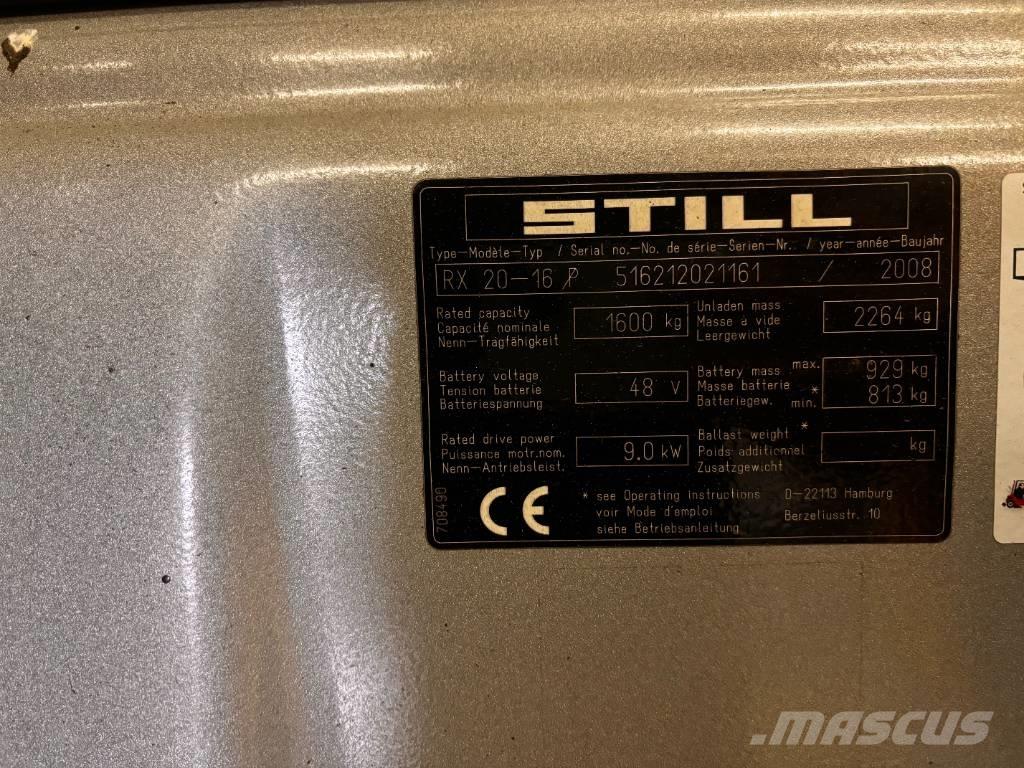 STILL
Type-Modèle-Typ / Serial no.-No. de série-Serien-Nr. / year-année-Baujahr
RX 20-16 P 516212021161 / 2008
Rated capacity
Capacité nominale
Nenn-Tragfähigkeit
1600 kg
Unladen mass
Masse à vide
Leergewicht
2264 kg
Battery voltage
Tension batterie
Batteriespannung
48 V
Battery mass max. 929 kg
Masse batterie *
Batteriegew. min. 813 kg
Rated drive power
Puissance motr.nom.
Nenn-Antriebsleist.
9.0 kW
Ballast weight *
Poids additionnel
Zusatzgewicht
kg
708490
CE
* see Operating instructions
voir Mode d'emploi
siehe Betriebsanleitung
D-22113 Hamburg
Berzeliusstr. 10
MASCUS